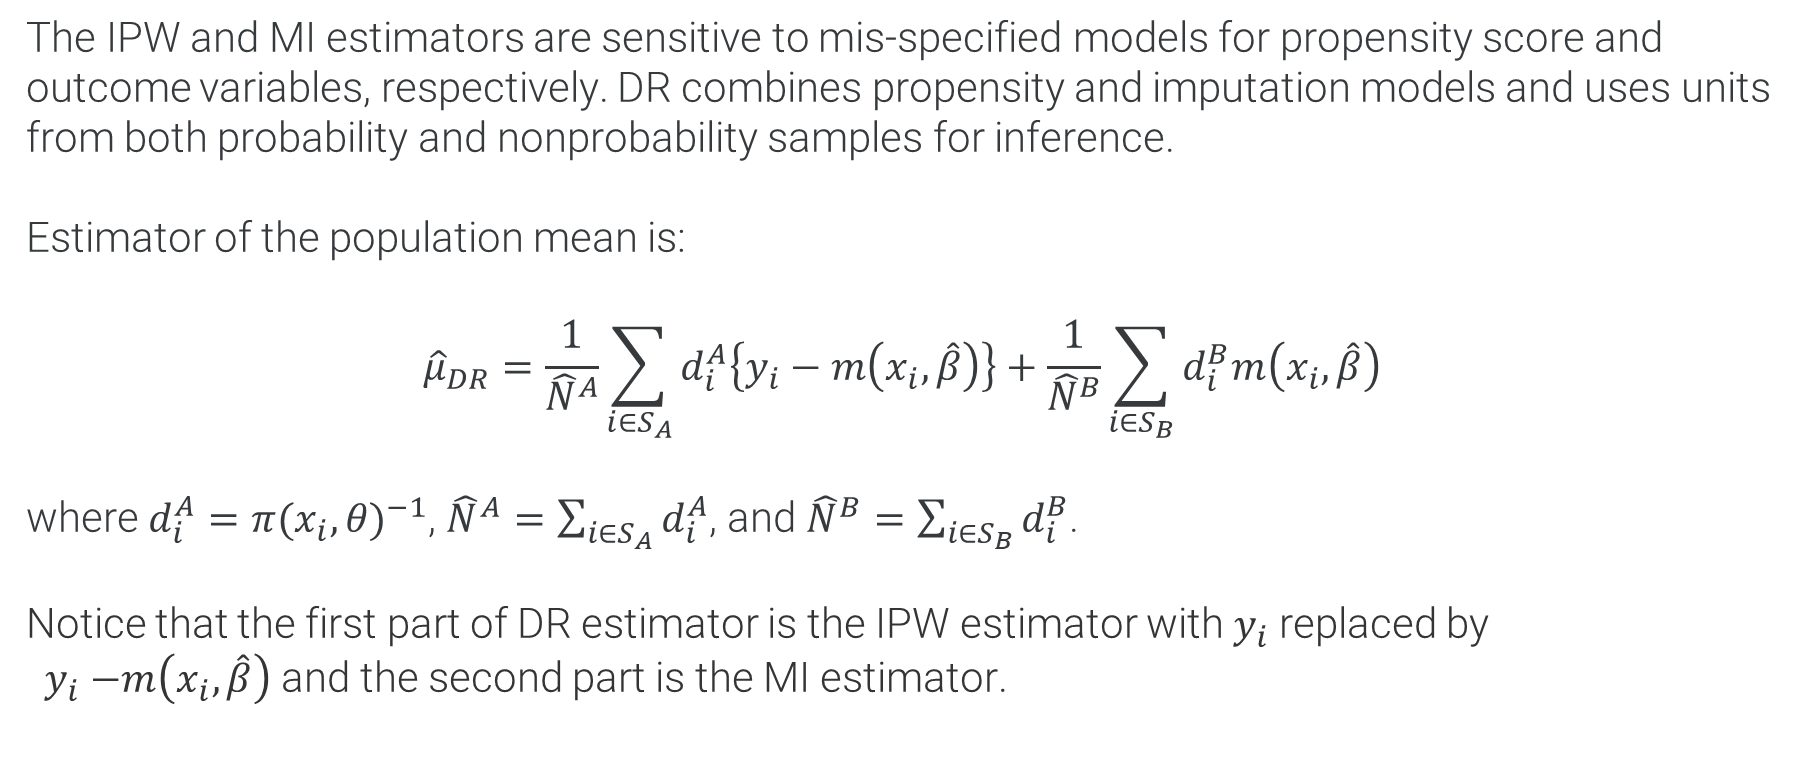 The IPW and MI estimators are sensitive to mis-specified models for propensity score and
outcome variables, respectively. DR combines propensity and imputation models and uses units
from both probability and nonprobability samples for inference.
Estimator of the population mean is:
μ̂_DR = 1/N̂^A ∑_{i∈S_A} d_i^A{y_i − m(x_i, β̂)} + 1/N̂^B ∑_{i∈S_B} d_i^B m(x_i, β̂)
where d_i^A = π(x_i, θ)^{−1}, N̂^A = ∑_{i∈S_A} d_i^A, and N̂^B = ∑_{i∈S_B} d_i^B.
Notice that the first part of DR estimator is the IPW estimator with y_i replaced by
y_i −m(x_i, β̂) and the second part is the MI estimator.